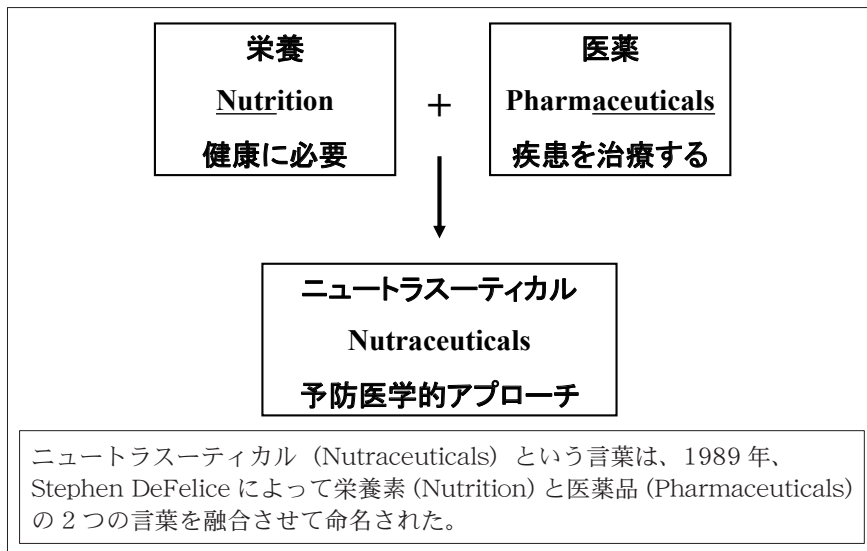 栄養
Nutrition
健康に必要
+
医薬
Pharmaceuticals
疾患を治療する
ニュートラスーティカル
Nutraceuticals
予防医学的アプローチ
ニュートラスーティカル (Nutraceuticals) という言葉は、1989 年、
Stephen DeFelice によって栄養素 (Nutrition) と医薬品 (Pharmaceuticals)
の 2 つの言葉を融合させて命名された。